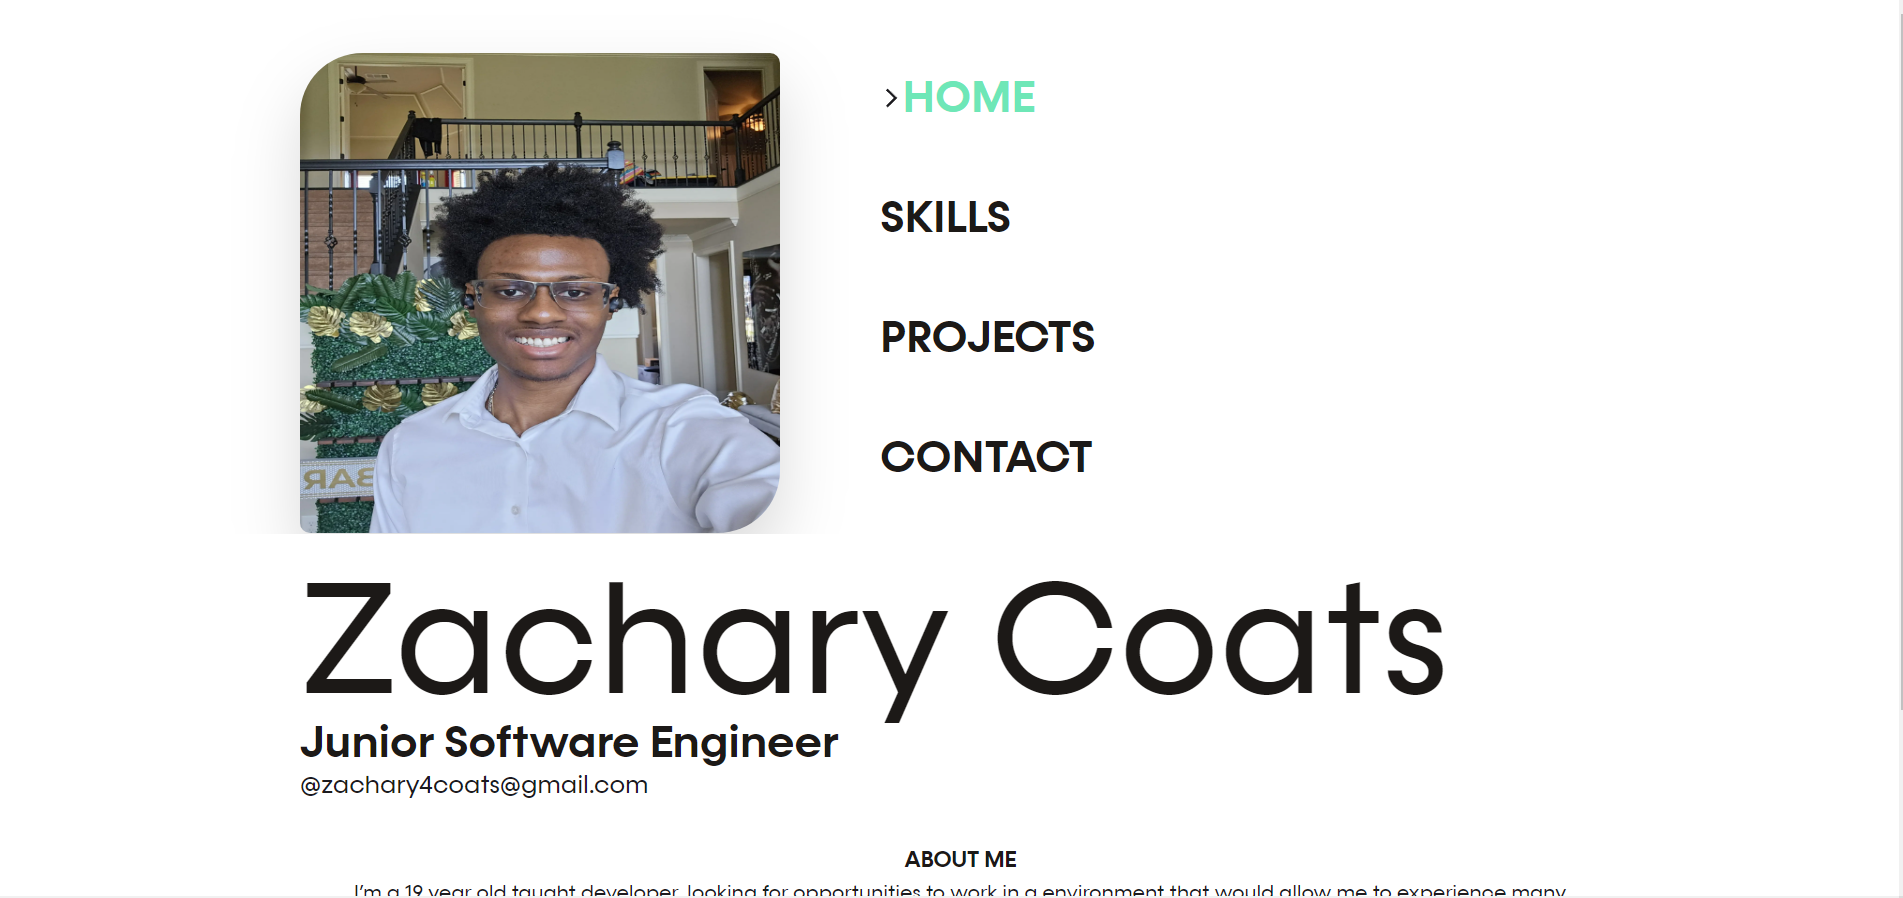 HOME
SKILLS
PROJECTS
CONTACT
BAR
Zachary Coats
Junior Software Engineer
@zachary4coats@gmail.com
ABOUT ME
I'm a 19 year old taught developer, looking for opportunities to work in a environment that would allow me to experience many